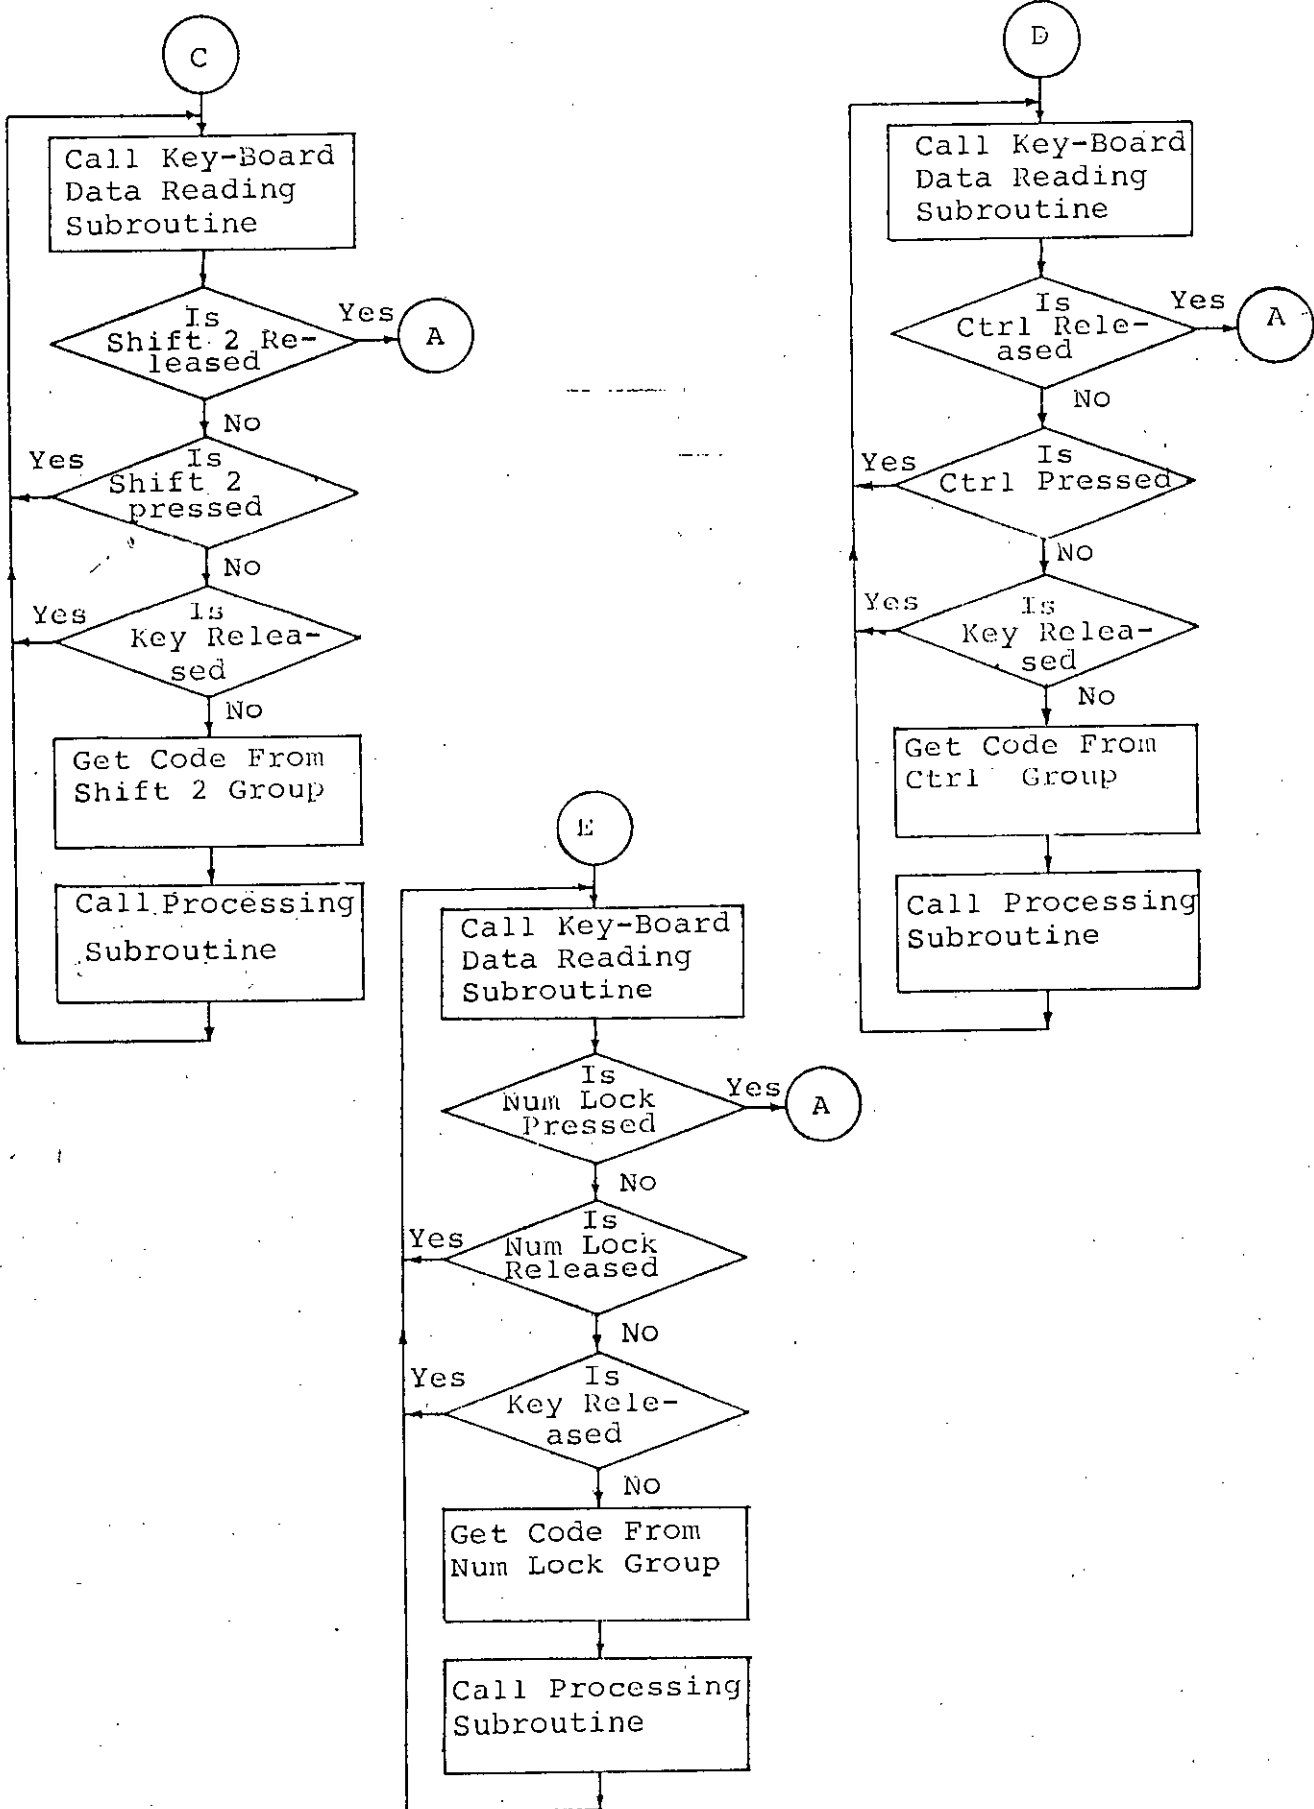 C
Call Key-Board
Data Reading
Subroutine
Is
Shift 2 Re-
leased
Yes
A
No
Is
Shift 2
pressed
Yes
No
Is
Key Relea-
sed
Yes
No
Get Code From
Shift 2 Group
Call Processing
Subroutine
D
Call Key-Board
Data Reading
Subroutine
Is
Ctrl Rele-
ased
Yes
A
No
Is
Ctrl Pressed
Yes
No
Is
Key Relea-
sed
Yes
No
Get Code From
Ctrl Group
Call Processing
Subroutine
E
Call Key-Board
Data Reading
Subroutine
Is
Num Lock
Pressed
Yes
A
No
Is
Num Lock
Released
Yes
No
Is
Key Rele-
ased
Yes
No
Get Code From
Num Lock Group
Call Processing
Subroutine